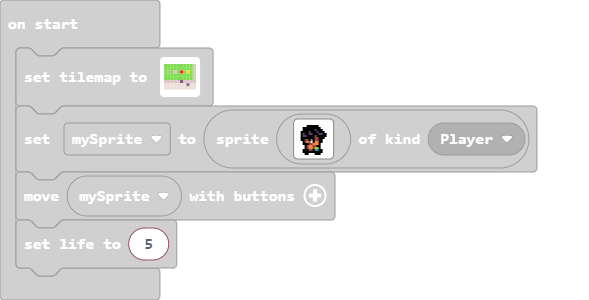 on start
set tilemap to
set mySprite to sprite of kind Player
move mySprite with buttons
set life to 5